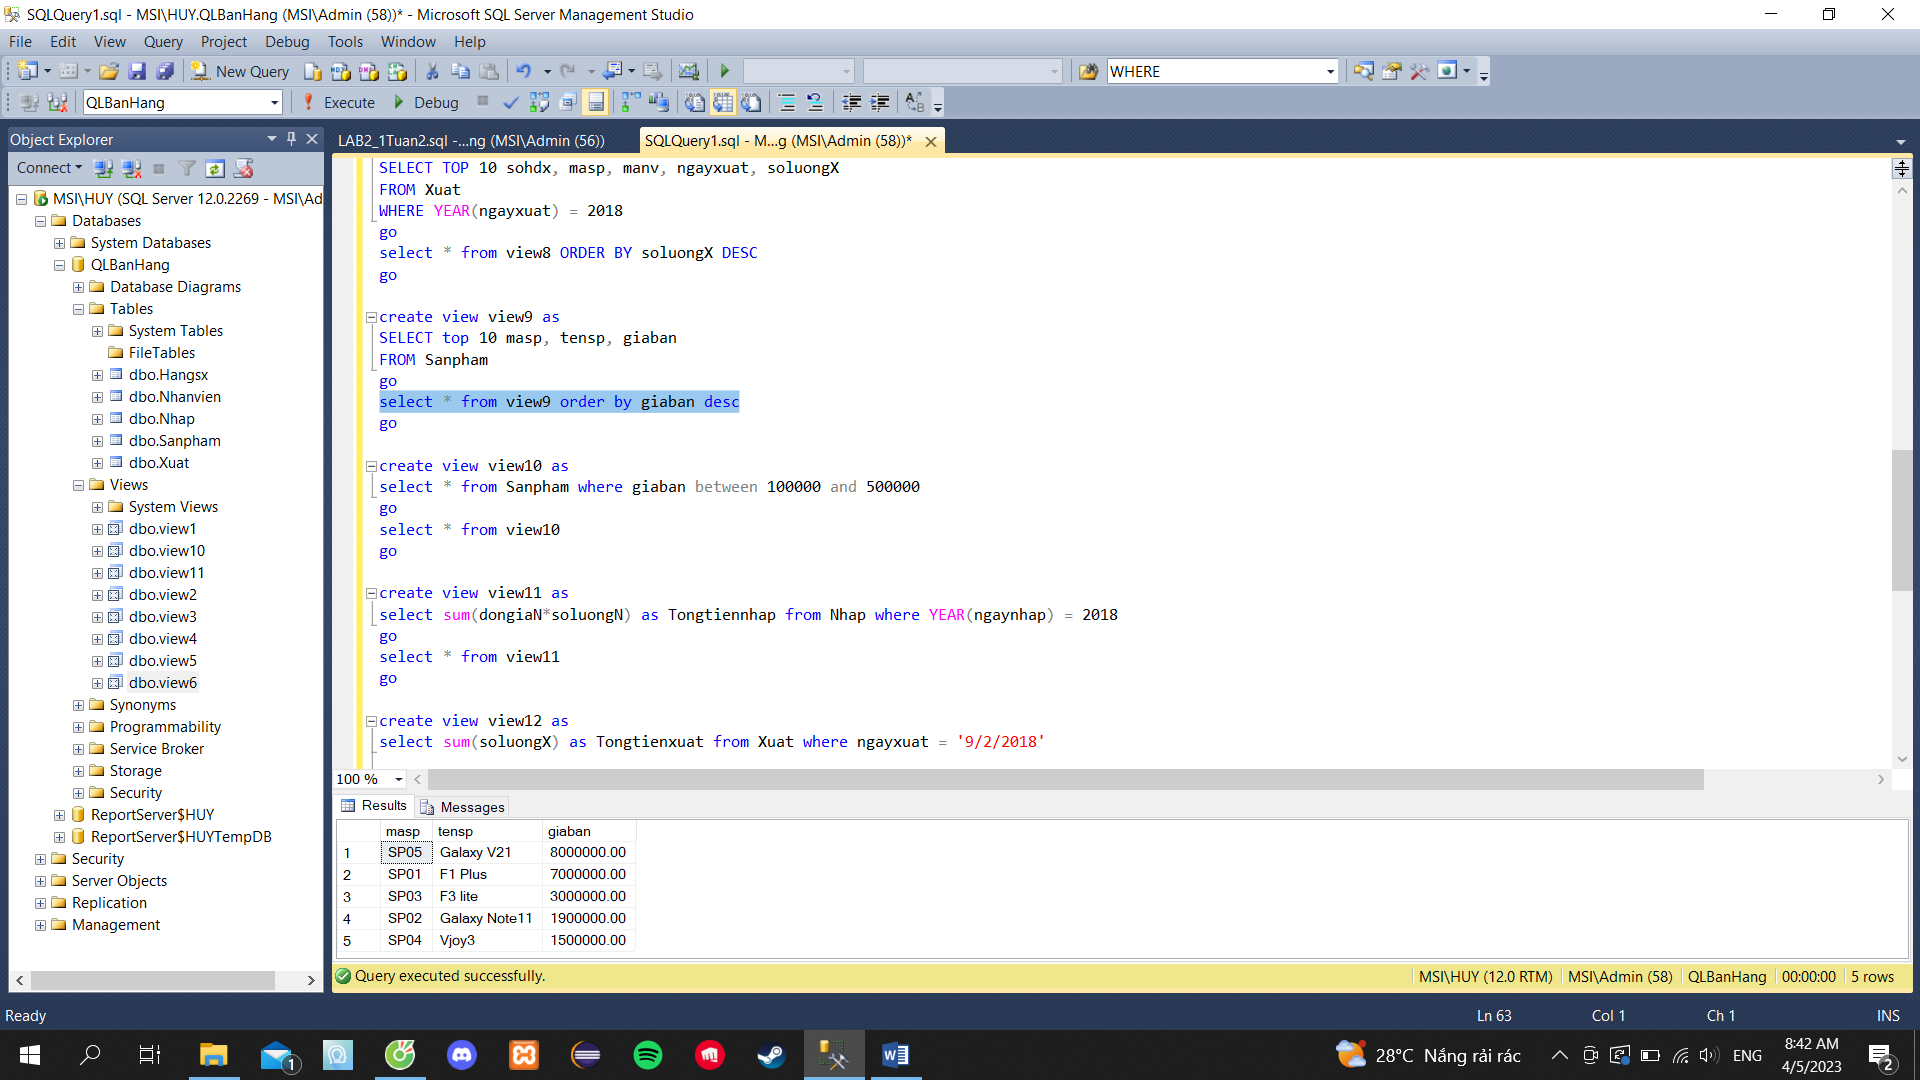 SQLQuery1.sql - MSI\HUY.QLBanHang (MSI\Admin (58))* - Microsoft SQL Server Management Studio
File Edit View Query Project Debug Tools Window Help
New Query WHERE
QLBanHang Execute Debug
Object Explorer
Connect
MSI\HUY (SQL Server 12.0.2269 - MSI\Ad
Databases
System Databases
QLBanHang
Database Diagrams
Tables
System Tables
FileTables
dbo.Hangsx
dbo.Nhanvien
dbo.Nhap
dbo.Sanpham
dbo.Xuat
Views
System Views
dbo.view1
dbo.view10
dbo.view11
dbo.view2
dbo.view3
dbo.view4
dbo.view5
dbo.view6
Synonyms
Programmability
Service Broker
Storage
Security
ReportServer$HUY
ReportServer$HUYTempDB
Security
Server Objects
Replication
Management
LAB2_1Tuan2.sql -...ng (MSI\Admin (56)) SQLQuery1.sql - M...g (MSI\Admin (58))*
SELECT TOP 10 sohdx, masp, manv, ngayxuat, soluongX
FROM Xuat
WHERE YEAR(ngayxuat) = 2018
go
select * from view8 ORDER BY soluongX DESC
go
create view view9 as
SELECT top 10 masp, tensp, giaban
FROM Sanpham
go
select * from view9 order by giaban desc
go
create view view10 as
select * from Sanpham where giaban between 100000 and 500000
go
select * from view10
go
create view view11 as
select sum(dongiaN*soluongN) as Tongtiennhap from Nhap where YEAR(ngaynhap) = 2018
go
select * from view11
go
create view view12 as
select sum(soluongX) as Tongtienxuat from Xuat where ngayxuat = '9/2/2018'
100 %
Results Messages
masp tensp giaban
1 SP05 Galaxy V21 8000000.00
2 SP01 F1 Plus 7000000.00
3 SP03 F3 lite 3000000.00
4 SP02 Galaxy Note11 1900000.00
5 SP04 Vjoy3 1500000.00
Query executed successfully. MSI\HUY (12.0 RTM) MSI\Admin (58) QLBanHang 00:00:00 5 rows
Ready Ln 63 Col 1 Ch 1 INS
1 28°C Nắng rải rác ENG 8:42 AM
4/5/2023 2